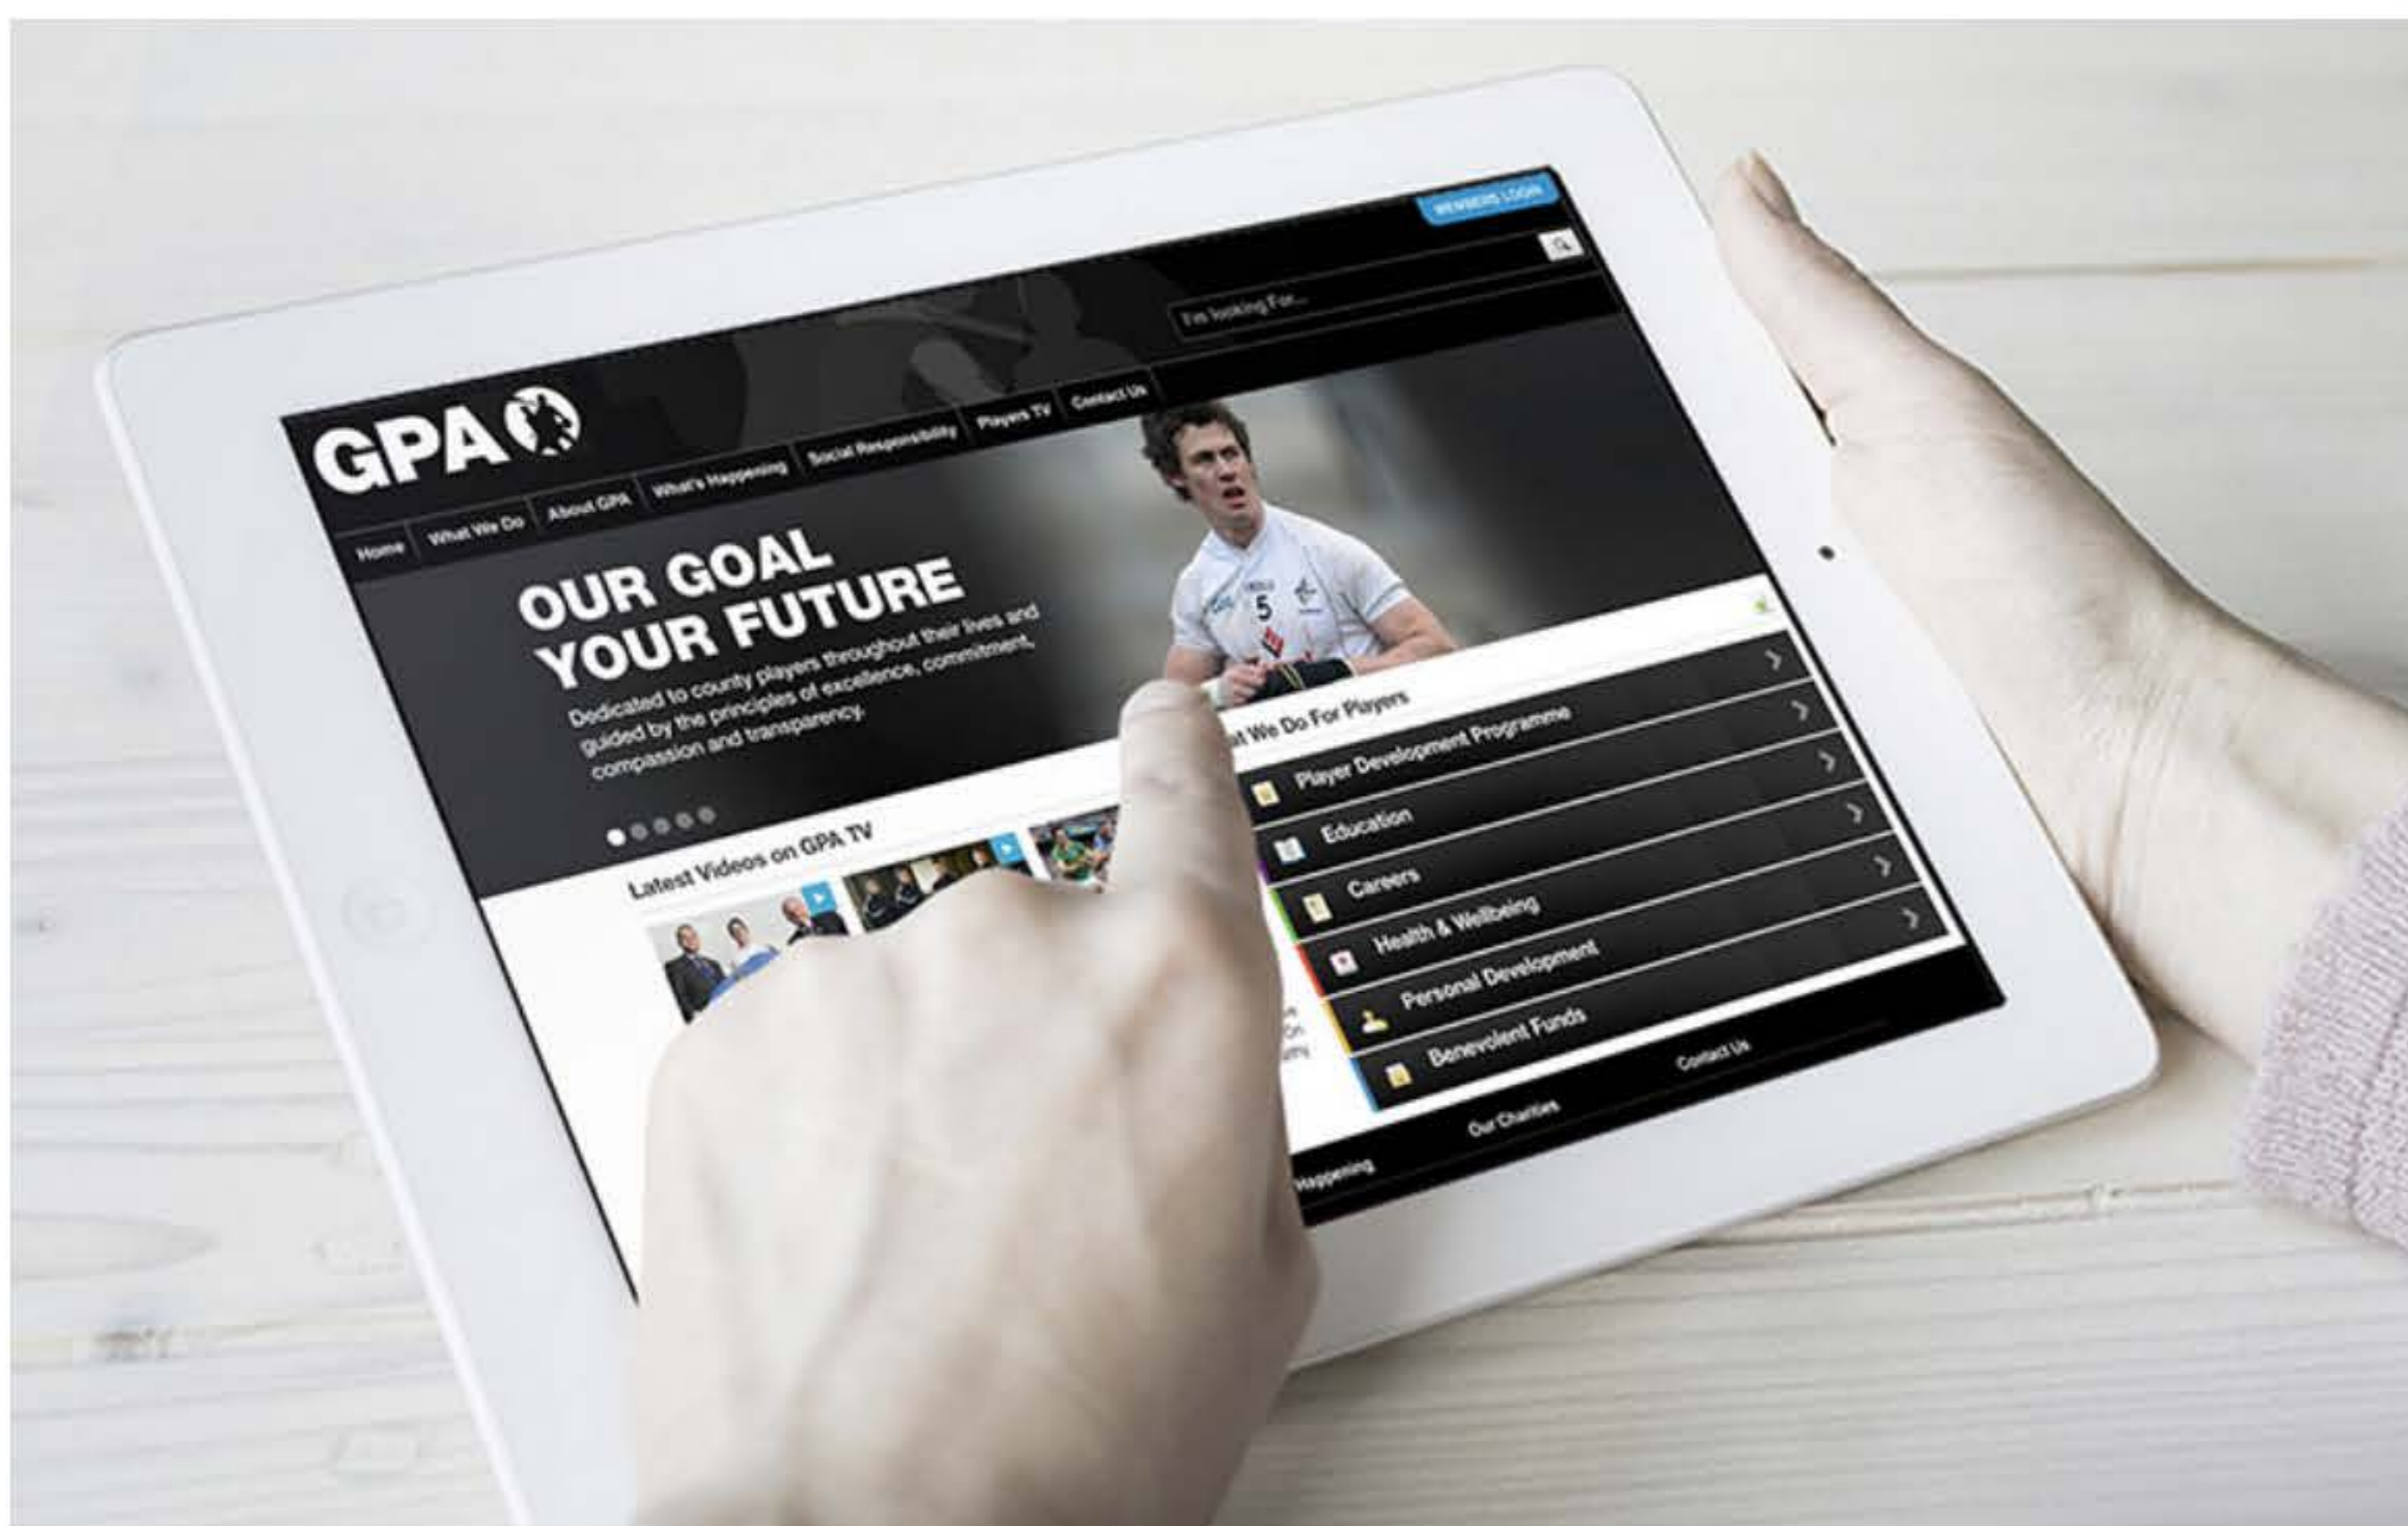 MEMBERS LOGIN
I'm looking For...
GPA
Home
What We Do
About GPA
What's Happening
Social Responsibility
Players TV
Contact Us
OUR GOAL
YOUR FUTURE
Dedicated to county players throughout their lives and
guided by the principles of excellence, commitment,
compassion and transparency.
5
Latest Videos on GPA TV
We Do For Players
Player Development Programme
Education
Careers
Health & Wellbeing
Personal Development
Benevolent Funds
Happening
Our Charities
Contact Us